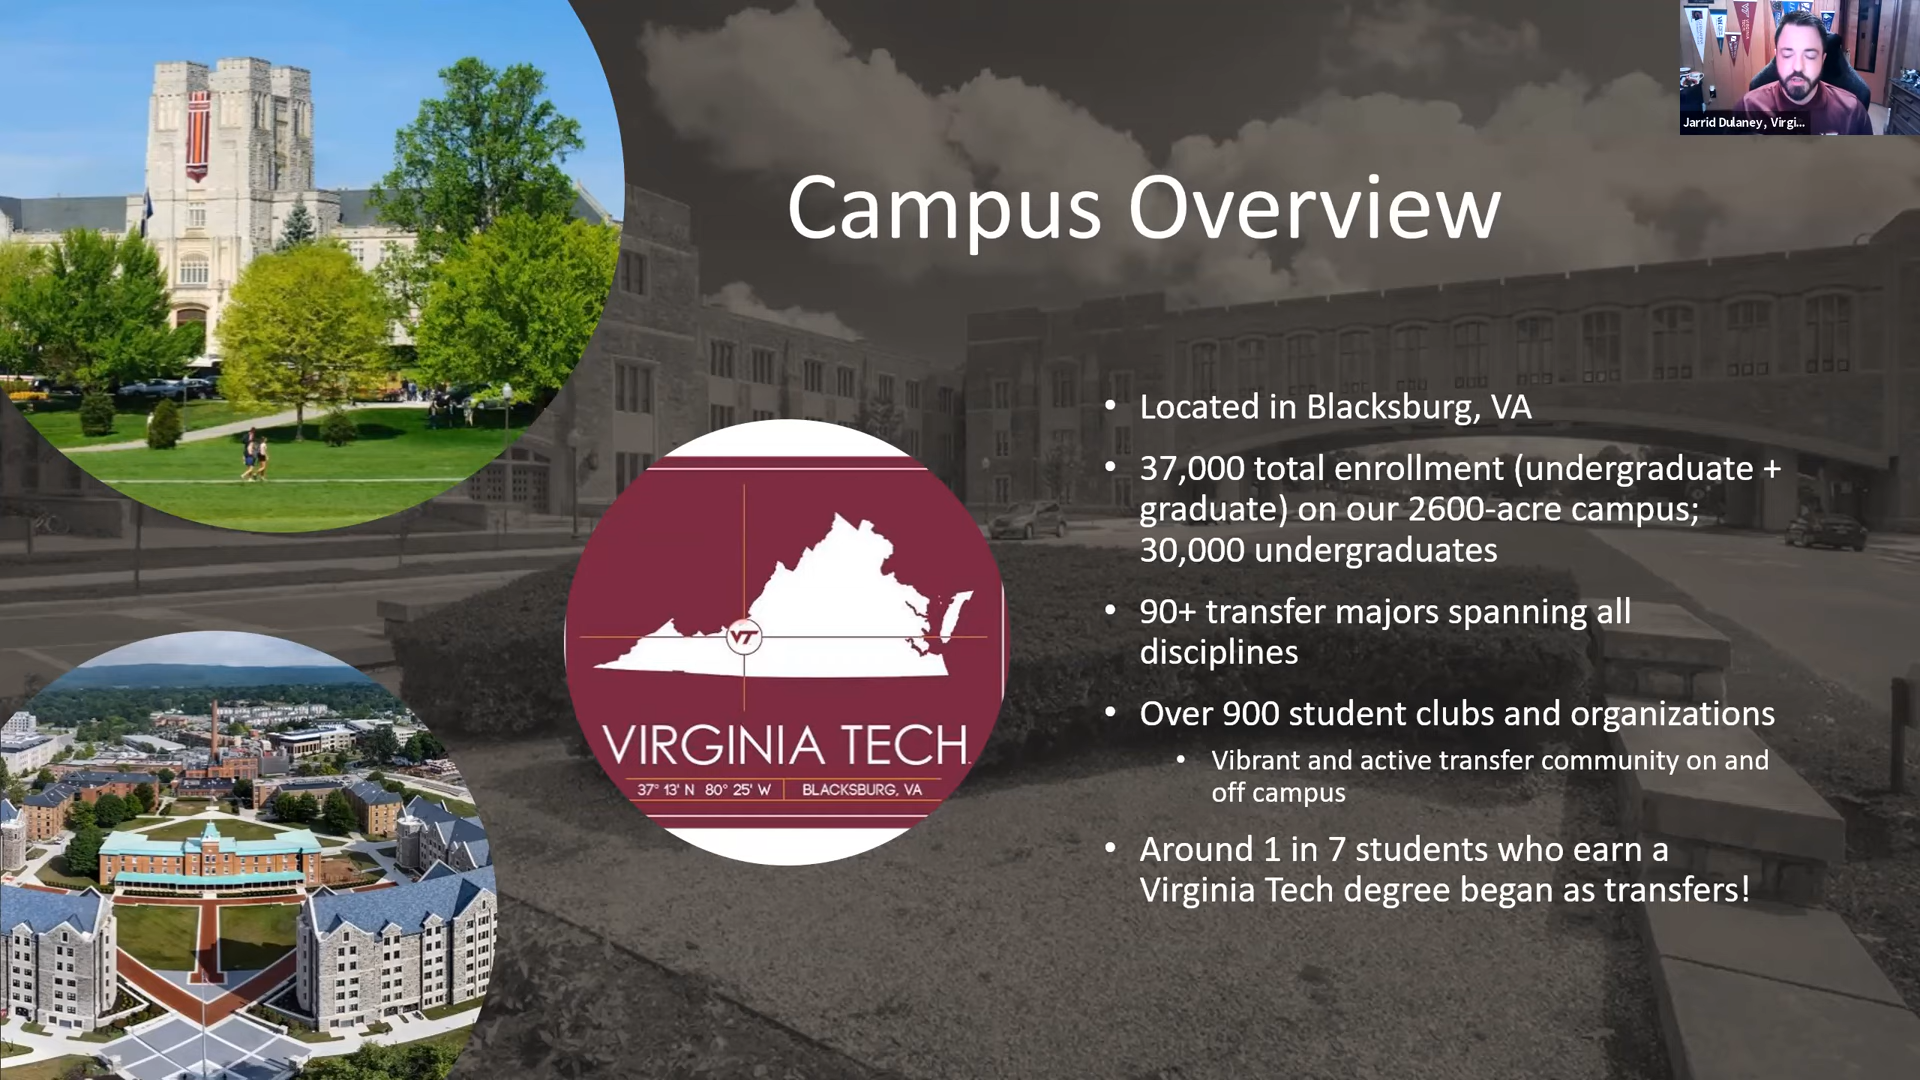 Jarrid Dulaney, Virgi...
Campus Overview
• Located in Blacksburg, VA
• 37,000 total enrollment (undergraduate +
graduate) on our 2600-acre campus;
30,000 undergraduates
• 90+ transfer majors spanning all
disciplines
• Over 900 student clubs and organizations
• Vibrant and active transfer community on and
off campus
• Around 1 in 7 students who earn a
Virginia Tech degree began as transfers!
VT
VIRGINIA TECH
37° 13' N 80° 25' W BLACKSBURG, VA